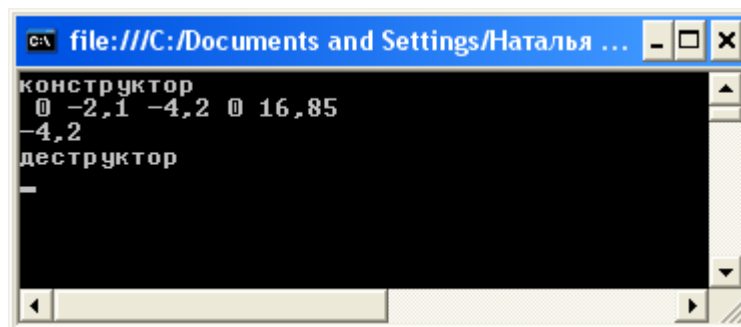 file:///C:/Documents and Settings/Наталья ...
конструктор
0 -2,1 -4,2 0 16,85
-4,2
деструктор